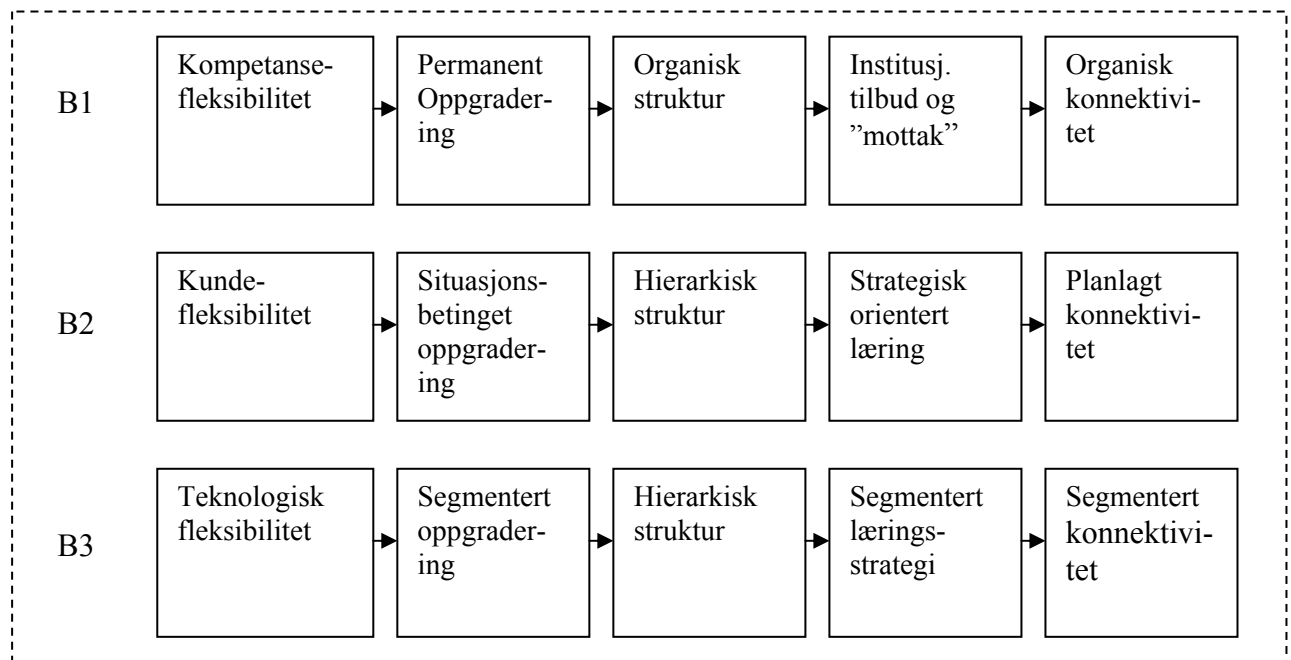 B1
Kompetanse-
fleksibilitet
Permanent
Oppgrader-
ing
Organisk
struktur
Institusj.
tilbud og
”mottak”
Organisk
konnektivi-
tet
B2
Kunde-
fleksibilitet
Situasjons-
betinget
oppgrader-
ing
Hierarkisk
struktur
Strategisk
orientert
læring
Planlagt
konnektivi-
tet
B3
Teknologisk
fleksibilitet
Segmentert
oppgrader-
ing
Hierarkisk
struktur
Segmentert
lærings-
strategi
Segmentert
konnektivi-
tet